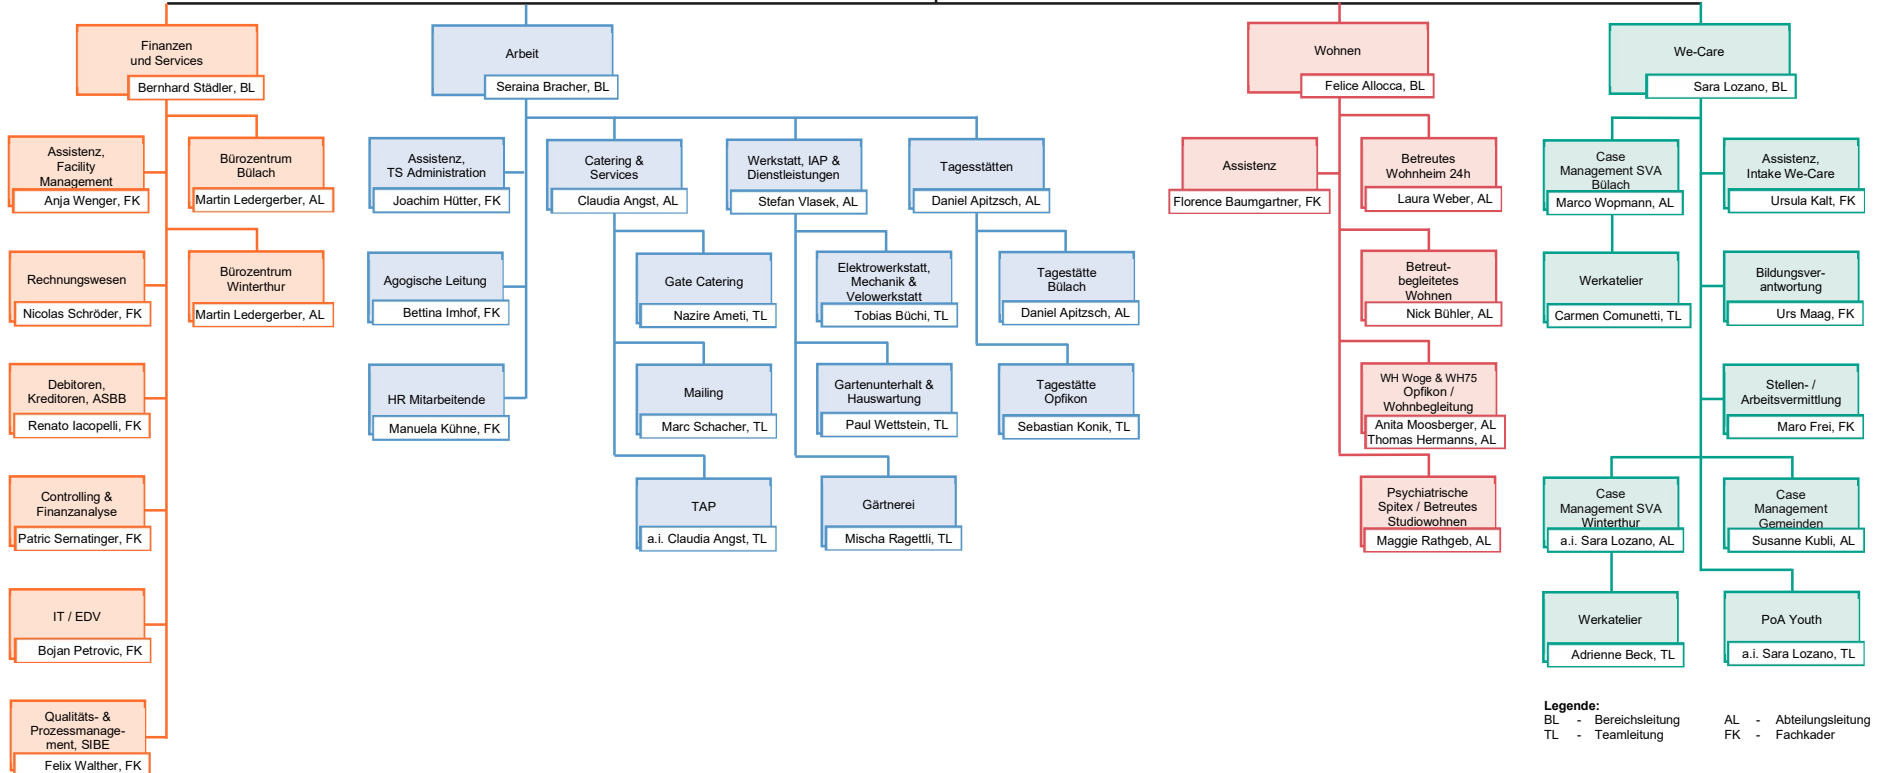 Finanzen
und Services
Bernhard Städler, BL
Assistenz,
Facility
Management
Anja Wenger, FK
Bürozentrum
Bülach
Martin Ledergerber, AL
Rechnungswesen
Nicolas Schröder, FK
Bürozentrum
Winterthur
Martin Ledergerber, AL
Debitoren,
Kreditoren, ASBB
Renato Iacopelli, FK
Controlling &
Finanzanalyse
Patric Sernatinger, FK
IT / EDV
Bojan Petrovic, FK
Qualitäts- &
Prozessmanage-
ment, SIBE
Felix Walther, FK
Arbeit
Seraina Bracher, BL
Assistenz,
TS Administration
Joachim Hütter, FK
Agogische Leitung
Bettina Imhof, FK
HR Mitarbeitende
Manuela Kühne, FK
Catering &
Services
Claudia Angst, AL
Gate Catering
Nazire Ameti, TL
Mailing
Marc Schacher, TL
TAP
a.i. Claudia Angst, TL
Werkstatt, IAP &
Dienstleistungen
Stefan Vlasek, AL
Elektrowerkstatt,
Mechanik &
Velowerkstatt
Tobias Büchi, TL
Gartenunterhalt &
Hauswartung
Paul Wettstein, TL
Gärtnerei
Mischa Ragettli, TL
Tagesstätten
Daniel Apitzsch, AL
Tagestätte
Bülach
Daniel Apitzsch, AL
Tagestätte
Opfikon
Sebastian Konik, TL
Wohnen
Felice Allocca, BL
Assistenz
Florence Baumgartner, FK
Betreutes
Wohnheim 24h
Laura Weber, AL
Betreut-
begleitetes
Wohnen
Nick Bühler, AL
WH Woge & WH75
Opfikon /
Wohnbegleitung
Anita Moosberger, AL
Thomas Hermanns, AL
Psychiatrische
Spitex / Betreutes
Studiowohnen
Maggie Rathgeb, AL
We-Care
Sara Lozano, BL
Case
Management SVA
Bülach
Marco Wopmann, AL
Werkatelier
Carmen Comunetti, TL
Assistenz,
Intake We-Care
Ursula Kalt, FK
Bildungsver-
antwortung
Urs Maag, FK
Stellen- /
Arbeitsvermittlung
Maro Frei, FK
Case
Management SVA
Winterthur
a.i. Sara Lozano, AL
Werkatelier
Adrienne Beck, TL
Case
Management
Gemeinden
Susanne Kubli, AL
PoA Youth
a.i. Sara Lozano, TL
Legende:
BL - Bereichsleitung AL - Abteilungsleitung
TL - Teamleitung FK - Fachkader